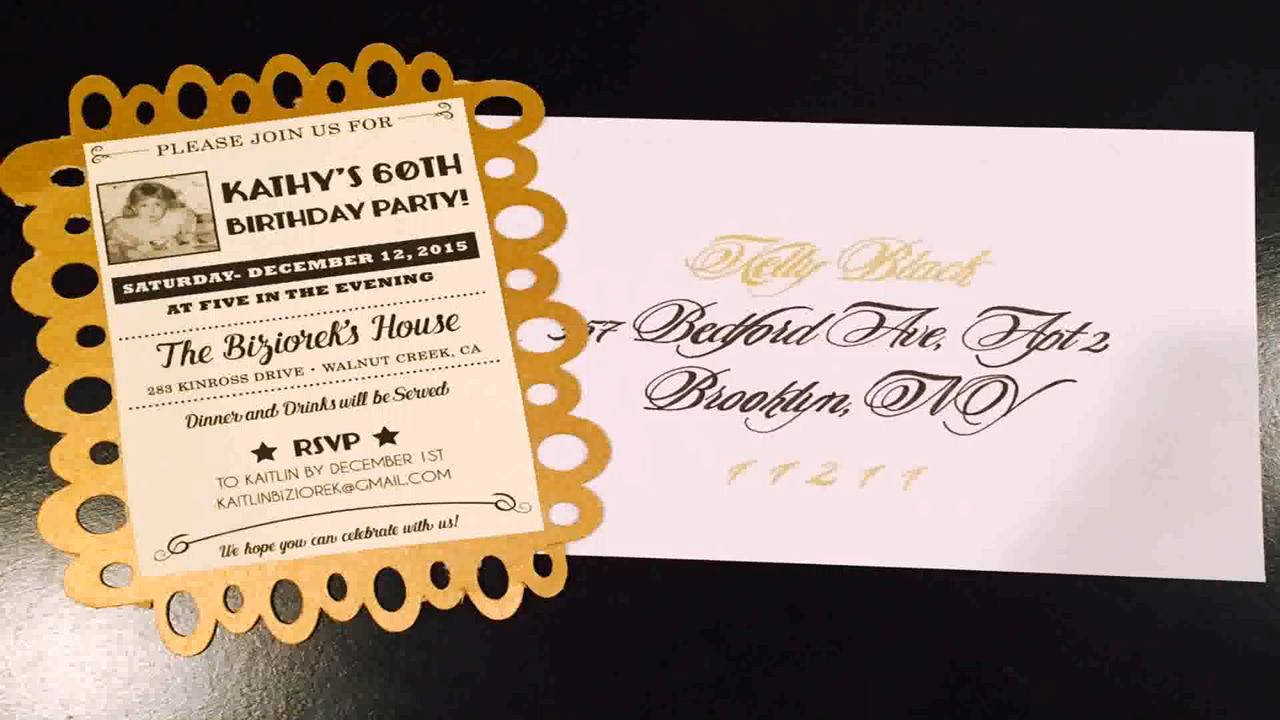 PLEASE JOIN US FOR
KATHY'S 60TH
BIRTHDAY PARTY!
SATURDAY- DECEMBER 12, 2015
AT FIVE IN THE EVENING
The Biziorek's House
283 KINROSS DRIVE • WALNUT CREEK, CA
Dinner and Drinks will be Served
★ RSVP ★
TO KAITLIN BY DECEMBER 1ST
KAITLINBIZIOREK@GMAIL.COM
We hope you can celebrate with us!
Kelly Black
Bedford Ave, Apt 2
Brooklyn, NY
11211